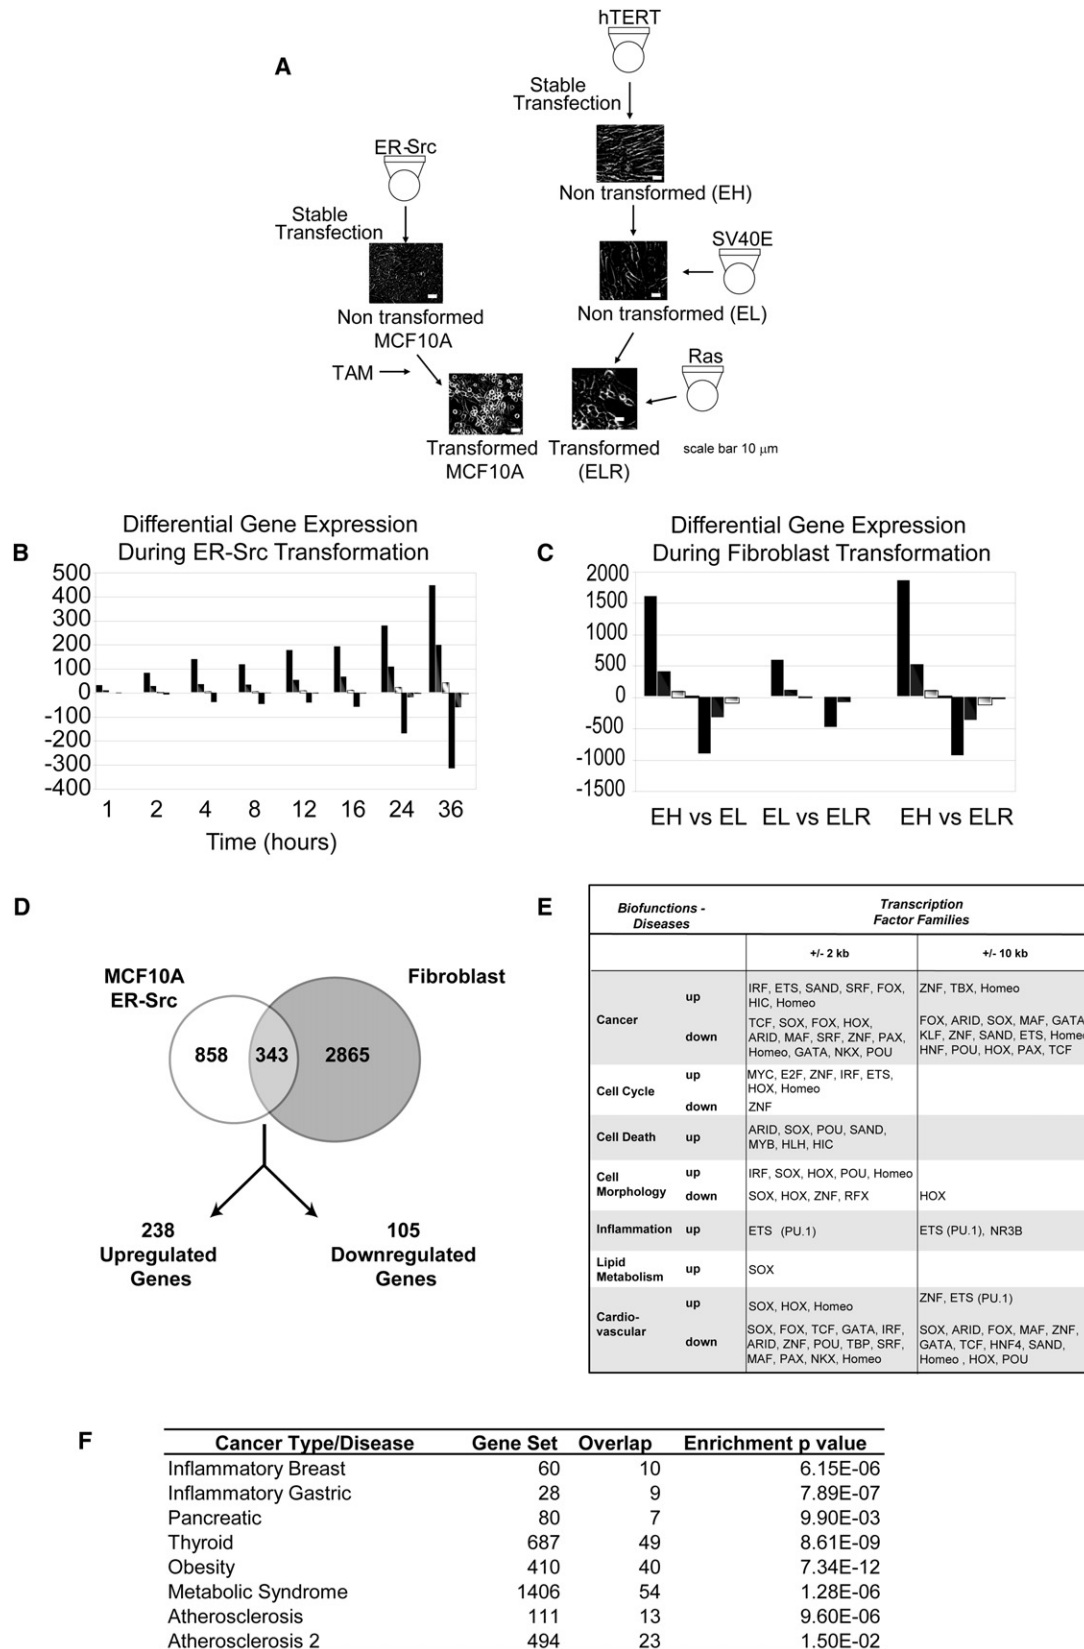 A
hTERT
Stable
Transfection
ER-Src
Non transformed (EH)
Stable
Transfection
SV40E
Non transformed
MCF10A
Non transformed (EL)
TAM
Ras
Transformed
MCF10A
Transformed
(ELR)
scale bar 10 μm
B
Differential Gene Expression
During ER-Src Transformation
500
400
300
200
100
0
-100
-200
-300
-400
1 2 4 8 12 16 24 36
Time (hours)
C
Differential Gene Expression
During Fibroblast Transformation
2000
1500
1000
500
0
-500
-1000
-1500
EH vs EL EL vs ELR EH vs ELR
D
MCF10A
ER-Src
Fibroblast
858 343 2865
238
Upregulated
Genes
105
Downregulated
Genes
E
Biofunctions -
Diseases
Transcription
Factor Families
+/- 2 kb +/- 10 kb
Cancer
up
IRF, ETS, SAND, SRF, FOX,
HIC, Homeo
ZNF, TBX, Homeo
down
TCF, SOX, FOX, HOX,
ARID, MAF, SRF, ZNF, PAX,
Homeo, GATA, NKX, POU
FOX, ARID, SOX, MAF, GATA
KLF, ZNF, SAND, ETS, Homeo
HNF, POU, HOX, PAX, TCF
Cell Cycle
up
MYC, E2F, ZNF, IRF, ETS,
HOX, Homeo
down
ZNF
Cell Death
up
ARID, SOX, POU, SAND,
MYB, HLH, HIC
Cell
Morphology
up
IRF, SOX, HOX, POU, Homeo
down
SOX, HOX, ZNF, RFX
HOX
Inflammation
up
ETS (PU.1)
ETS (PU.1), NR3B
Lipid
Metabolism
up
SOX
Cardio-
vascular
up
SOX, HOX, Homeo
ZNF, ETS (PU.1)
down
SOX, FOX, TCF, GATA, IRF,
ARID, ZNF, POU, TBP, SRF,
MAF, PAX, NKX, Homeo
SOX, ARID, FOX, MAF, ZNF,
GATA, TCF, HNF4, SAND,
Homeo , HOX, POU
F
Cancer Type/Disease Gene Set Overlap Enrichment p value
Inflammatory Breast 60 10 6.15E-06
Inflammatory Gastric 28 9 7.89E-07
Pancreatic 80 7 9.90E-03
Thyroid 687 49 8.61E-09
Obesity 410 40 7.34E-12
Metabolic Syndrome 1406 54 1.28E-06
Atherosclerosis 111 13 9.60E-06
Atherosclerosis 2 494 23 1.50E-02